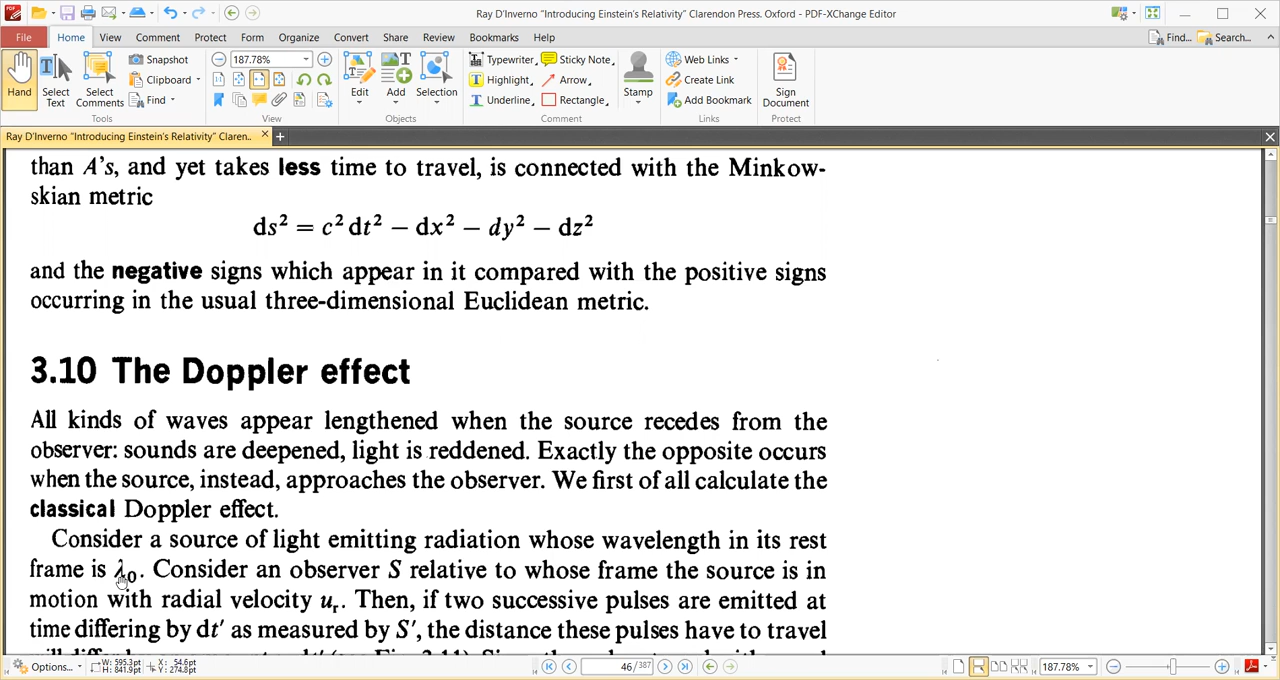 Ray D'Inverno "Introducing Einstein's Relativity" Clarendon Press. Oxford - PDF-XChange Editor
File Home View Comment Protect Form Organize Convert Share Review Bookmarks Help Find... Search...
Hand
Select Text
Select Comments
Snapshot
Clipboard
Find
Tools
187.78%
View
Edit
Add
Selection
Objects
Typewriter
Highlight
Underline
Sticky Note
Arrow
Rectangle
Stamp
Comment
Web Links
Create Link
Add Bookmark
Links
Sign Document
Protect
Ray D'Inverno "Introducing Einstein's Relativity" Claren..
than A's, and yet takes less time to travel, is connected with the Minkow-
skian metric
ds² = c² dt² − dx² − dy² − dz²
and the negative signs which appear in it compared with the positive signs
occurring in the usual three-dimensional Euclidean metric.
3.10 The Doppler effect
All kinds of waves appear lengthened when the source recedes from the
observer: sounds are deepened, light is reddened. Exactly the opposite occurs
when the source, instead, approaches the observer. We first of all calculate the
classical Doppler effect.
Consider a source of light emitting radiation whose wavelength in its rest
frame is λ₀. Consider an observer S relative to whose frame the source is in
motion with radial velocity uᵣ. Then, if two successive pulses are emitted at
time differing by dt′ as measured by S′, the distance these pulses have to travel
Options... W: 595.3pt H: 841.9pt X: 54.6pt Y: 274.8pt 46 / 387 187.78%